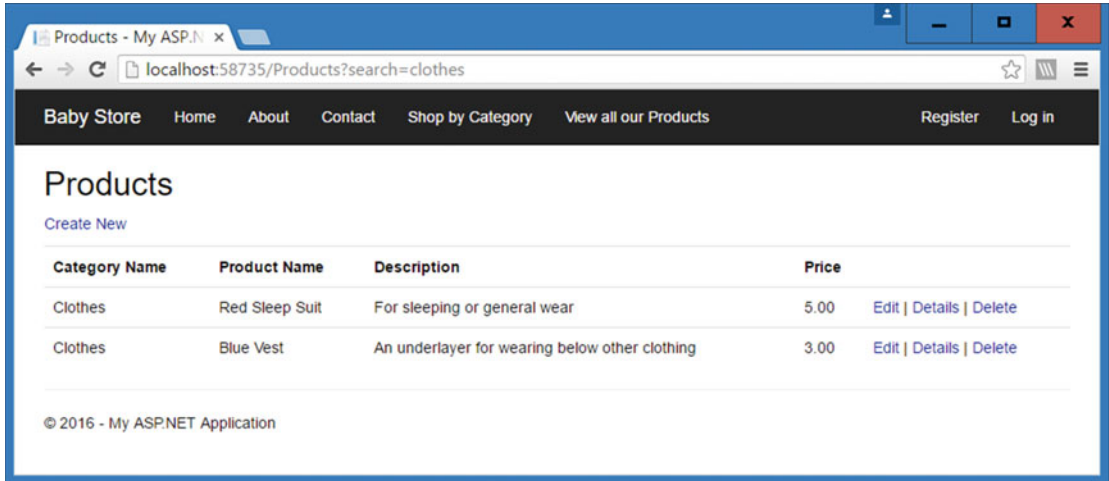 Products - My ASP.N
localhost:58735/Products?search=clothes
Baby Store Home About Contact Shop by Category View all our Products Register Log in
Products
Create New
Category Name Product Name Description Price
Clothes Red Sleep Suit For sleeping or general wear 5.00 Edit | Details | Delete
Clothes Blue Vest An underlayer for wearing below other clothing 3.00 Edit | Details | Delete
© 2016 - My ASP.NET Application